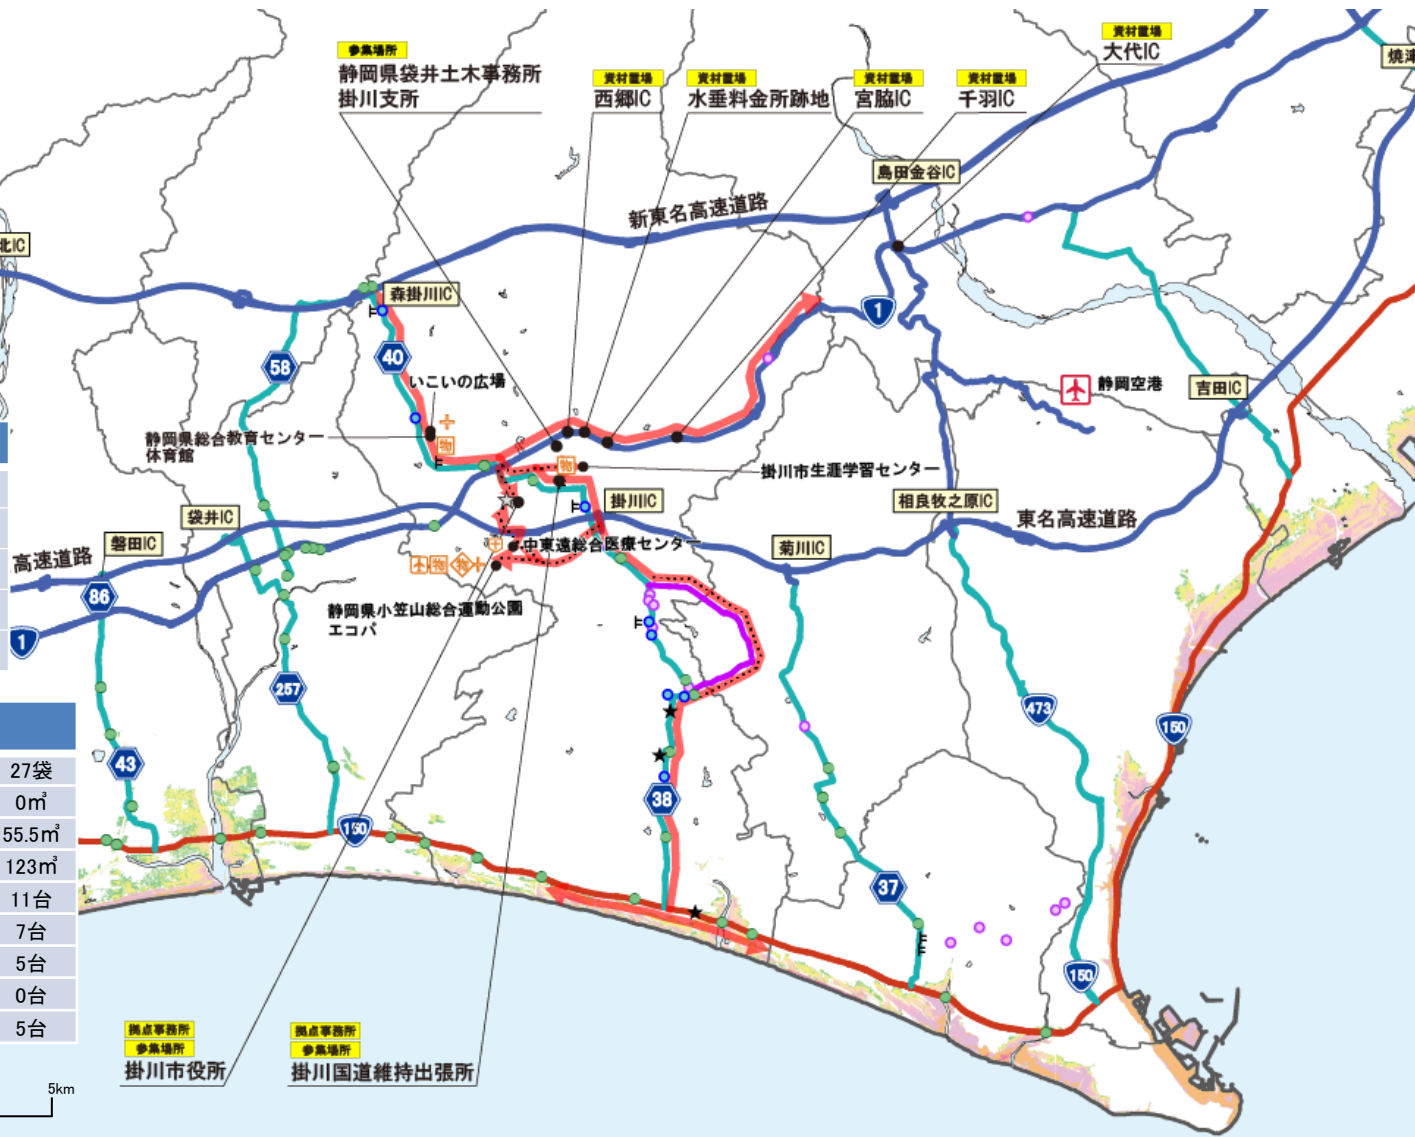 資材置場
大代IC
参集場所
静岡県袋井土木事務所
掛川支所
資材置場
西郷IC
資材置場
水垂料金所跡地
資材置場
宮脇IC
資材置場
千羽IC
焼津
島田金谷IC
新東名高速道路
北IC
森掛川IC
1
58
40
いこいの広場
静岡空港
吉田IC
静岡県総合教育センター
体育館
物
物
掛川市生涯学習センター
掛川IC
相良牧之原IC
東名高速道路
袋井IC
磐田IC
高速道路
中東遠総合医療センター
菊川IC
物
物
86
静岡県小笠山総合運動公園
エコパ
1
257
473
150
43
27袋
0㎥
55.5㎥
123㎥
11台
7台
5台
0台
5台
38
150
37
150
拠点事務所
参集場所
掛川市役所
拠点事務所
参集場所
掛川国道維持出張所
5km